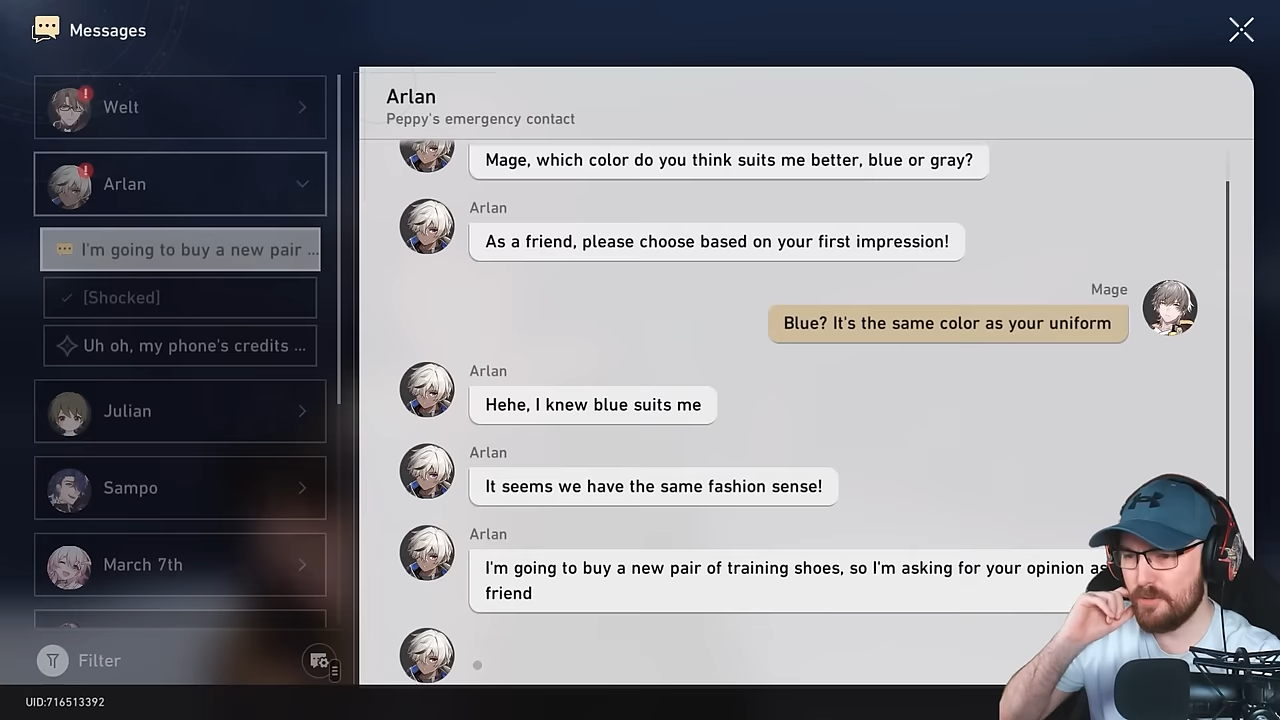 Messages
Welt
Arlan
I'm going to buy a new pair ...
[Shocked]
Uh oh, my phone's credits ...
Julian
Sampo
March 7th
Filter
UID:716513392
Arlan
Peppy's emergency contact
Mage, which color do you think suits me better, blue or gray?
Arlan
As a friend, please choose based on your first impression!
Mage
Blue? It's the same color as your uniform
Arlan
Hehe, I knew blue suits me
Arlan
It seems we have the same fashion sense!
Arlan
I'm going to buy a new pair of training shoes, so I'm asking for your opinion as
friend